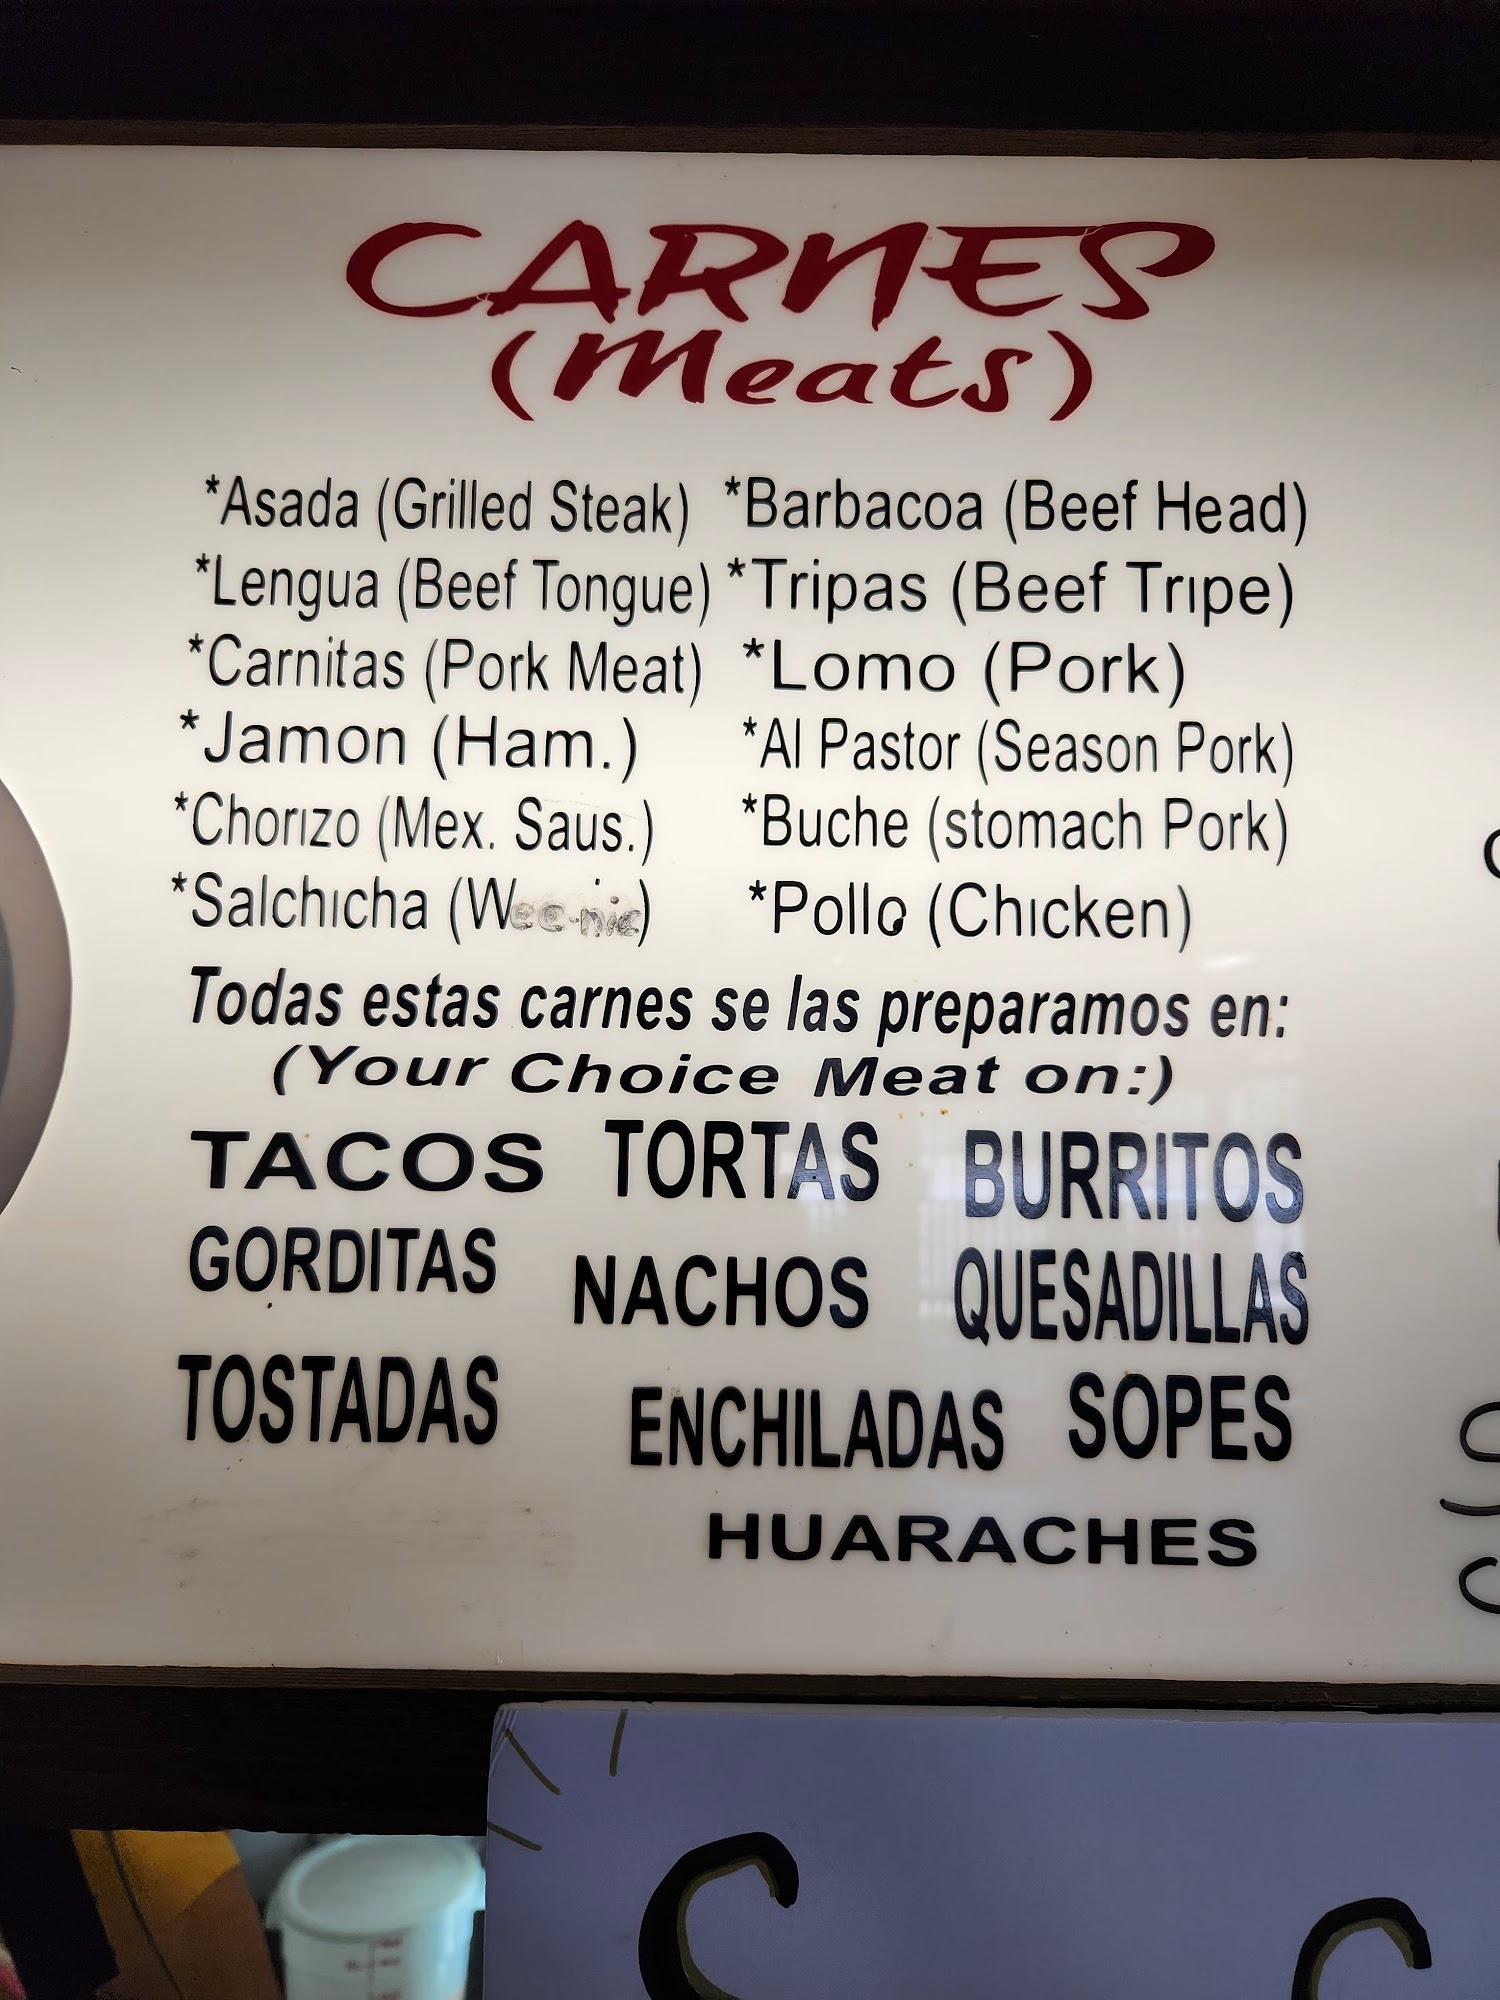 CARNES
(Meats)
*Asada (Grilled Steak) *Barbacoa (Beef Head)
*Lengua (Beef Tongue) *Tripas (Beef Tripe)
*Carnitas (Pork Meat) *Lomo (Pork)
*Jamon (Ham.) *Al Pastor (Season Pork)
*Chorizo (Mex. Saus.) *Buche (stomach Pork)
*Salchicha (Wee-nie) *Pollo (Chicken)
Todas estas carnes se las preparamos en:
(Your Choice Meat on:)
TACOS TORTAS BURRITOS
GORDITAS NACHOS QUESADILLAS
TOSTADAS ENCHILADAS SOPES
HUARACHES